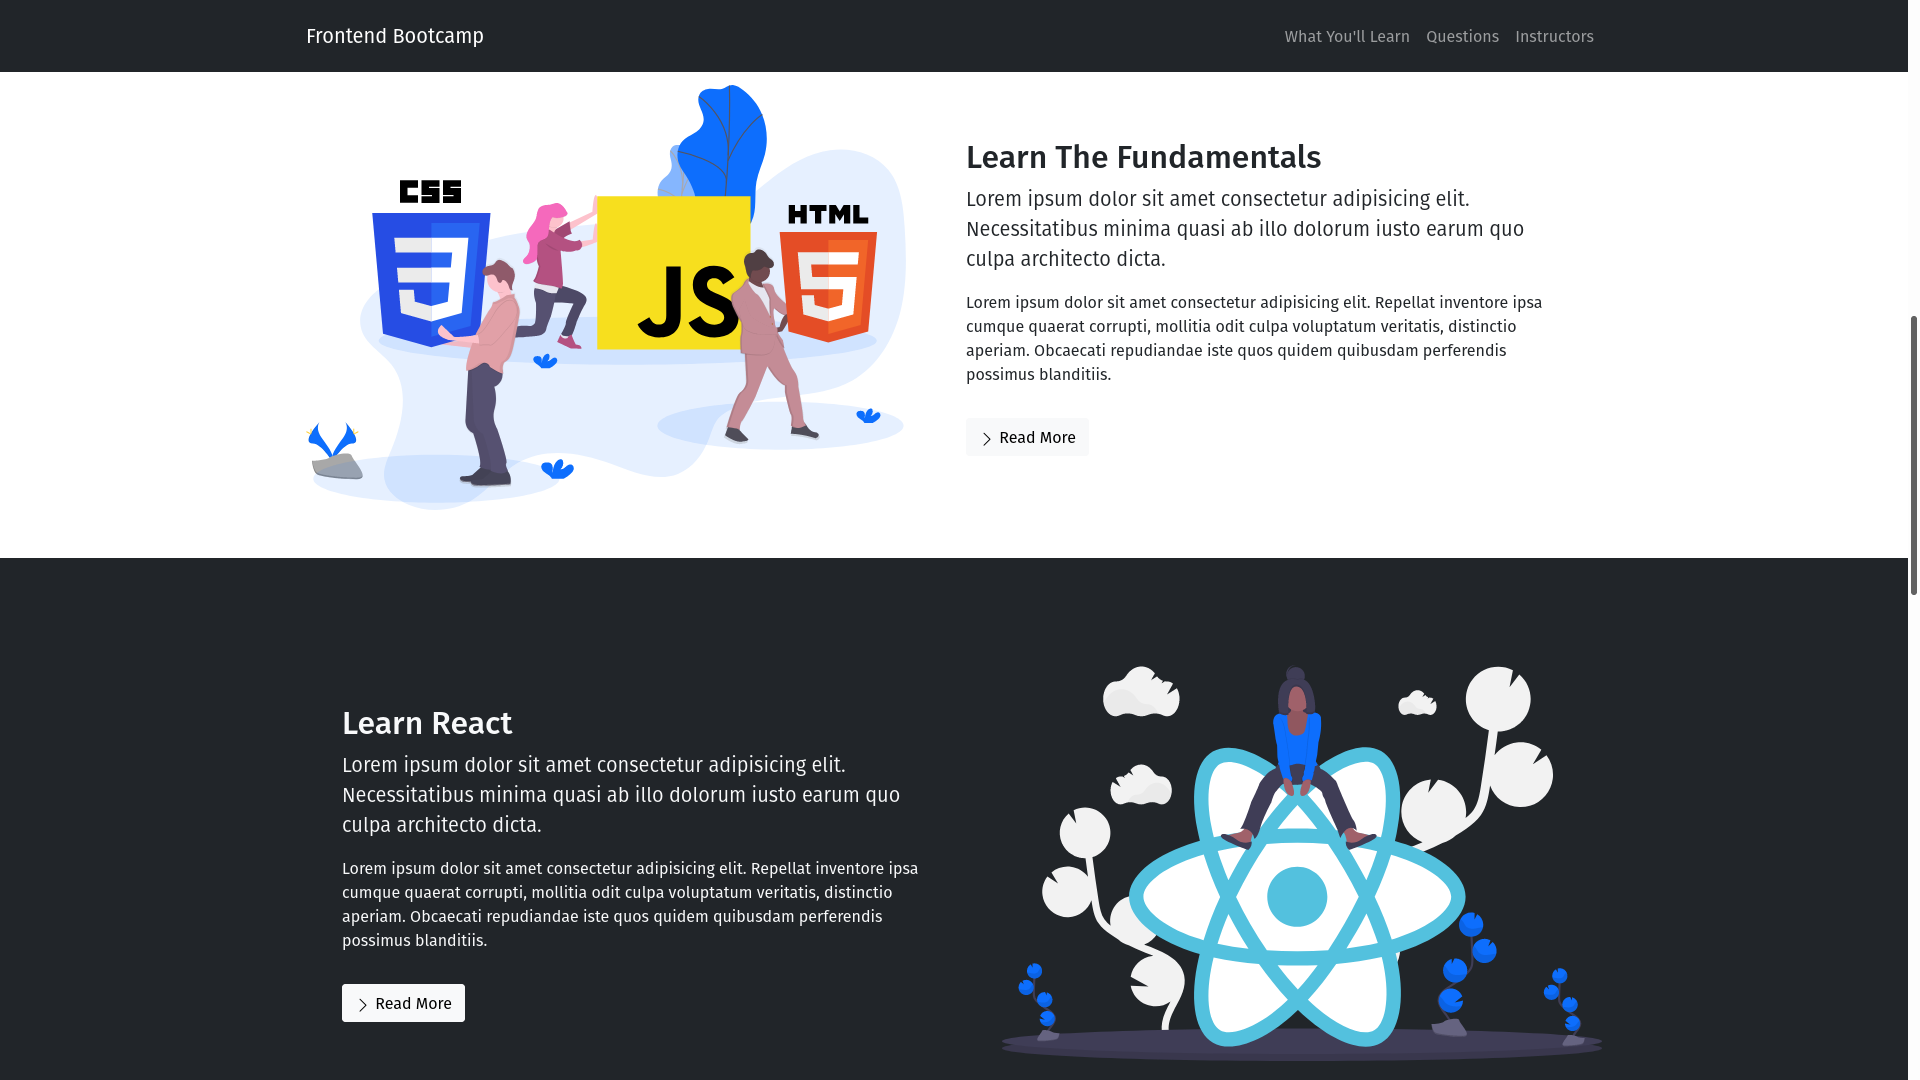 Frontend Bootcamp
What You'll Learn
Questions
Instructors
CSS
HTML
JS
Learn The Fundamentals
Lorem ipsum dolor sit amet consectetur adipisicing elit.
Necessitatibus minima quasi ab illo dolorum iusto earum quo
culpa architecto dicta.
Lorem ipsum dolor sit amet consectetur adipisicing elit. Repellat inventore ipsa
cumque quaerat corrupti, mollitia odit culpa voluptatum veritatis, distinctio
aperiam. Obcaecati repudiandae iste quos quidem quibusdam perferendis
possimus blanditiis.
Read More
Learn React
Lorem ipsum dolor sit amet consectetur adipisicing elit.
Necessitatibus minima quasi ab illo dolorum iusto earum quo
culpa architecto dicta.
Lorem ipsum dolor sit amet consectetur adipisicing elit. Repellat inventore ipsa
cumque quaerat corrupti, mollitia odit culpa voluptatum veritatis, distinctio
aperiam. Obcaecati repudiandae iste quos quidem quibusdam perferendis
possimus blanditiis.
Read More